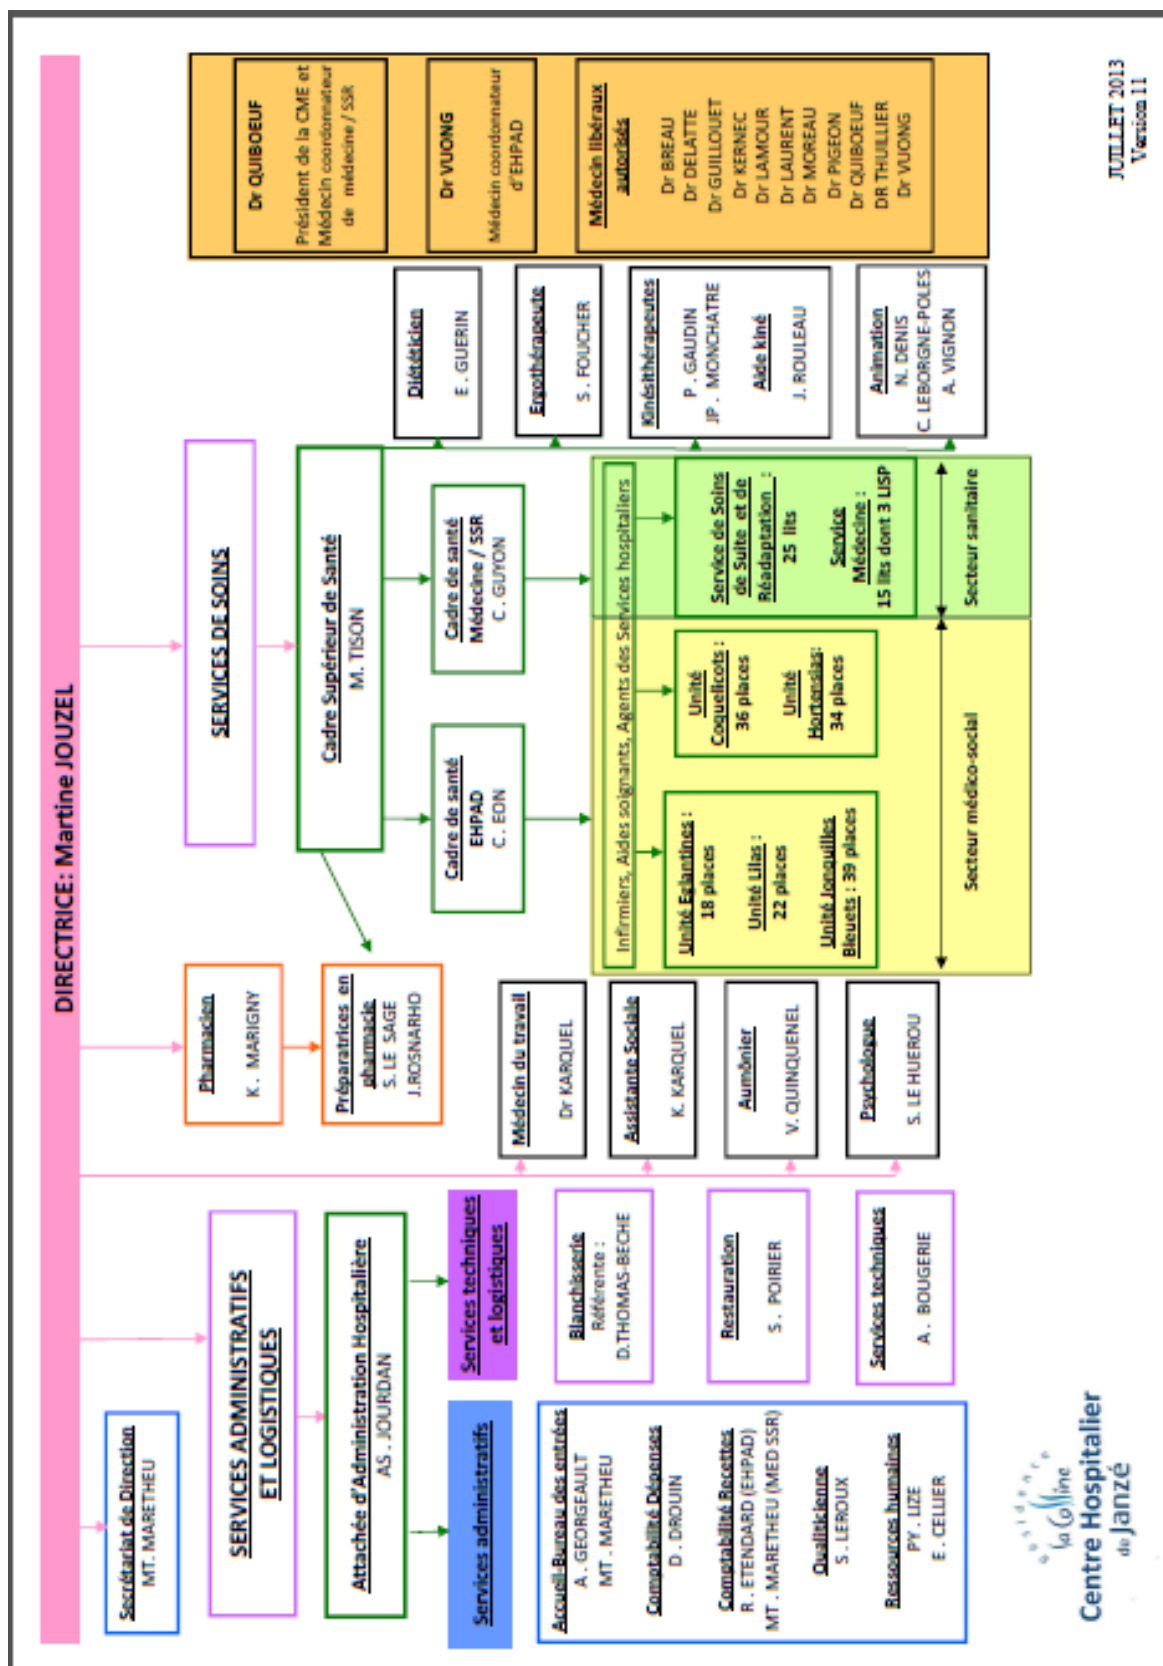 DIRECTRICE: Martine JOUZEL
Secrétariat de Direction
MT. MARETHEU
SERVICES ADMINISTRATIFS
ET LOGISTIQUES
Attachée d'Administration Hospitalière
AS . JOURDAN
Services administratifs
Accueil-Bureau des entrées
A . GEORGEAULT
MT . MARETHEU
Comptabilité Dépenses
D . DROUIN
Comptabilité Recettes
R . ETENDARD (EHPAD)
MT . MARETHEU (MED SSR)
Qualiticienne
S . LEROUX
Ressources humaines
PY . LIZE
E . CELLIER
Services techniques
et logistiques
Blanchisserie
Référente :
D.THOMAS-BECHE
Restauration
S . POIRIER
Services techniques
A . BOUGERIE
Pharmacien
K . MARIGNY
Préparatrices en
pharmacie
S. LE SAGE
J.ROSNARHO
Médecin du travail
Dr KARQUEL
Assistante Sociale
K. KARQUEL
Aumônier
V. QUINQUENEL
Psychologue
S. LE HUEROU
SERVICES DE SOINS
Cadre Supérieur de Santé
M. TISON
Cadre de santé
EHPAD
C . EON
Cadre de santé
Médecine / SSR
C . GUYON
Infirmiers, Aides soignants, Agents des Services hospitaliers
Unité Eglantines :
18 places
Unité Lilas :
22 places
Unité Jonquilles
Bleuets : 39 places
Unité
Coquelicots :
36 places
Unité
Hortensias:
34 places
Service de Soins
de Suite et de
Réadaptation :
25 lits
Service
Médecine :
15 lits dont 3 LISP
Secteur médico-social
Secteur sanitaire
Diététicien
E . GUERIN
Ergothérapeute
S . FOUCHER
Kinésithérapeutes
P . GAUDIN
JP . MONCHATRE
Aide kiné
J. ROULEAU
Animation
N. DENIS
C. LEBORGNE-POLES
A. VIGNON
Dr QUIBOEUF
Président de la CME et
Médecin coordonnateur
de médecine / SSR
Dr VUONG
Médecin coordonnateur
d'EHPAD
Médecin libéraux
autorisés
Dr BREAU
Dr DELATTE
Dr GUILLOUET
Dr KERNEC
Dr LAMOUR
Dr LAURENT
Dr MOREAU
Dr PIGEON
Dr QUIBOEUF
DR THUILLIER
Dr VUONG
résidence
la Colline
Centre Hospitalier
de Janzé
JUILLET 2013
Version 11